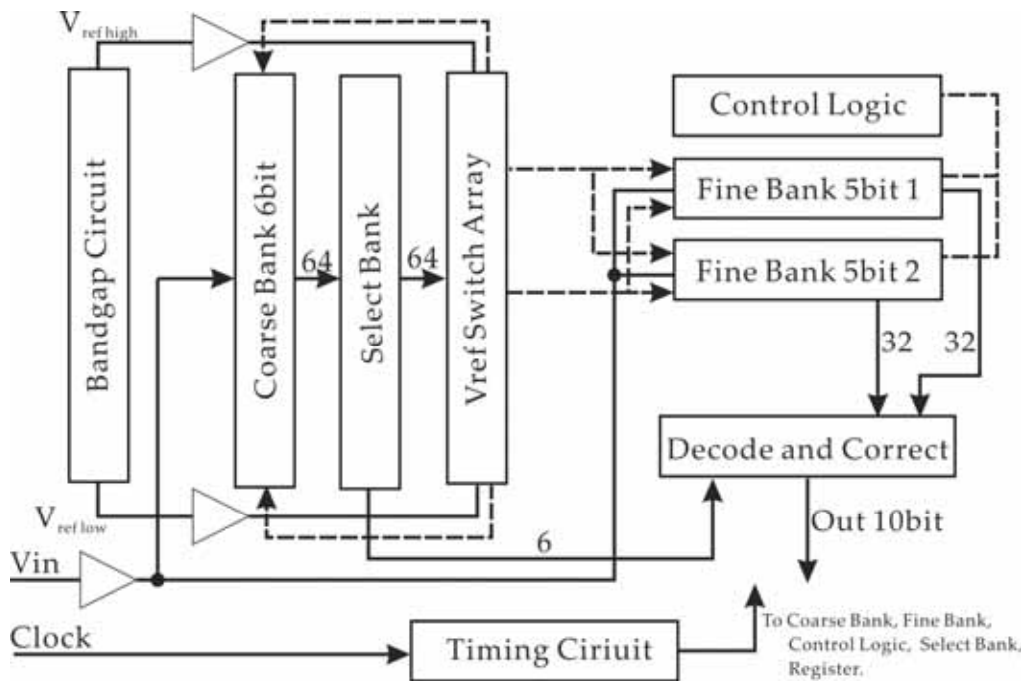 V ref high
Bandgap Circuit
Coarse Bank 6bit
64
Select Bank
64
Vref Switch Array
Control Logic
Fine Bank 5bit 1
Fine Bank 5bit 2
32
32
Decode and Correct
V ref low
6
Out 10bit
Vin
Clock
Timing Ciriuit
To Coarse Bank, Fine Bank,
Control Logic, Select Bank,
Register.